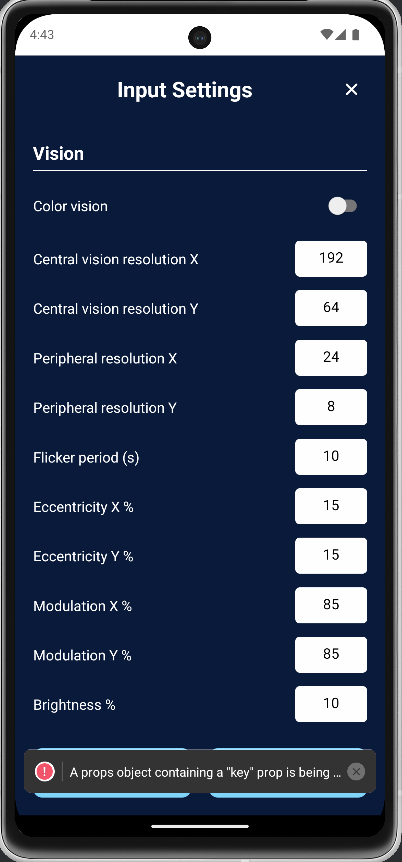 4:43
Input Settings
Vision
Color vision
Central vision resolution X 192
Central vision resolution Y 64
Peripheral resolution X 24
Peripheral resolution Y 8
Flicker period (s) 10
Eccentricity X % 15
Eccentricity Y % 15
Modulation X % 85
Modulation Y % 85
Brightness % 10
! A props object containing a "key" prop is being ...